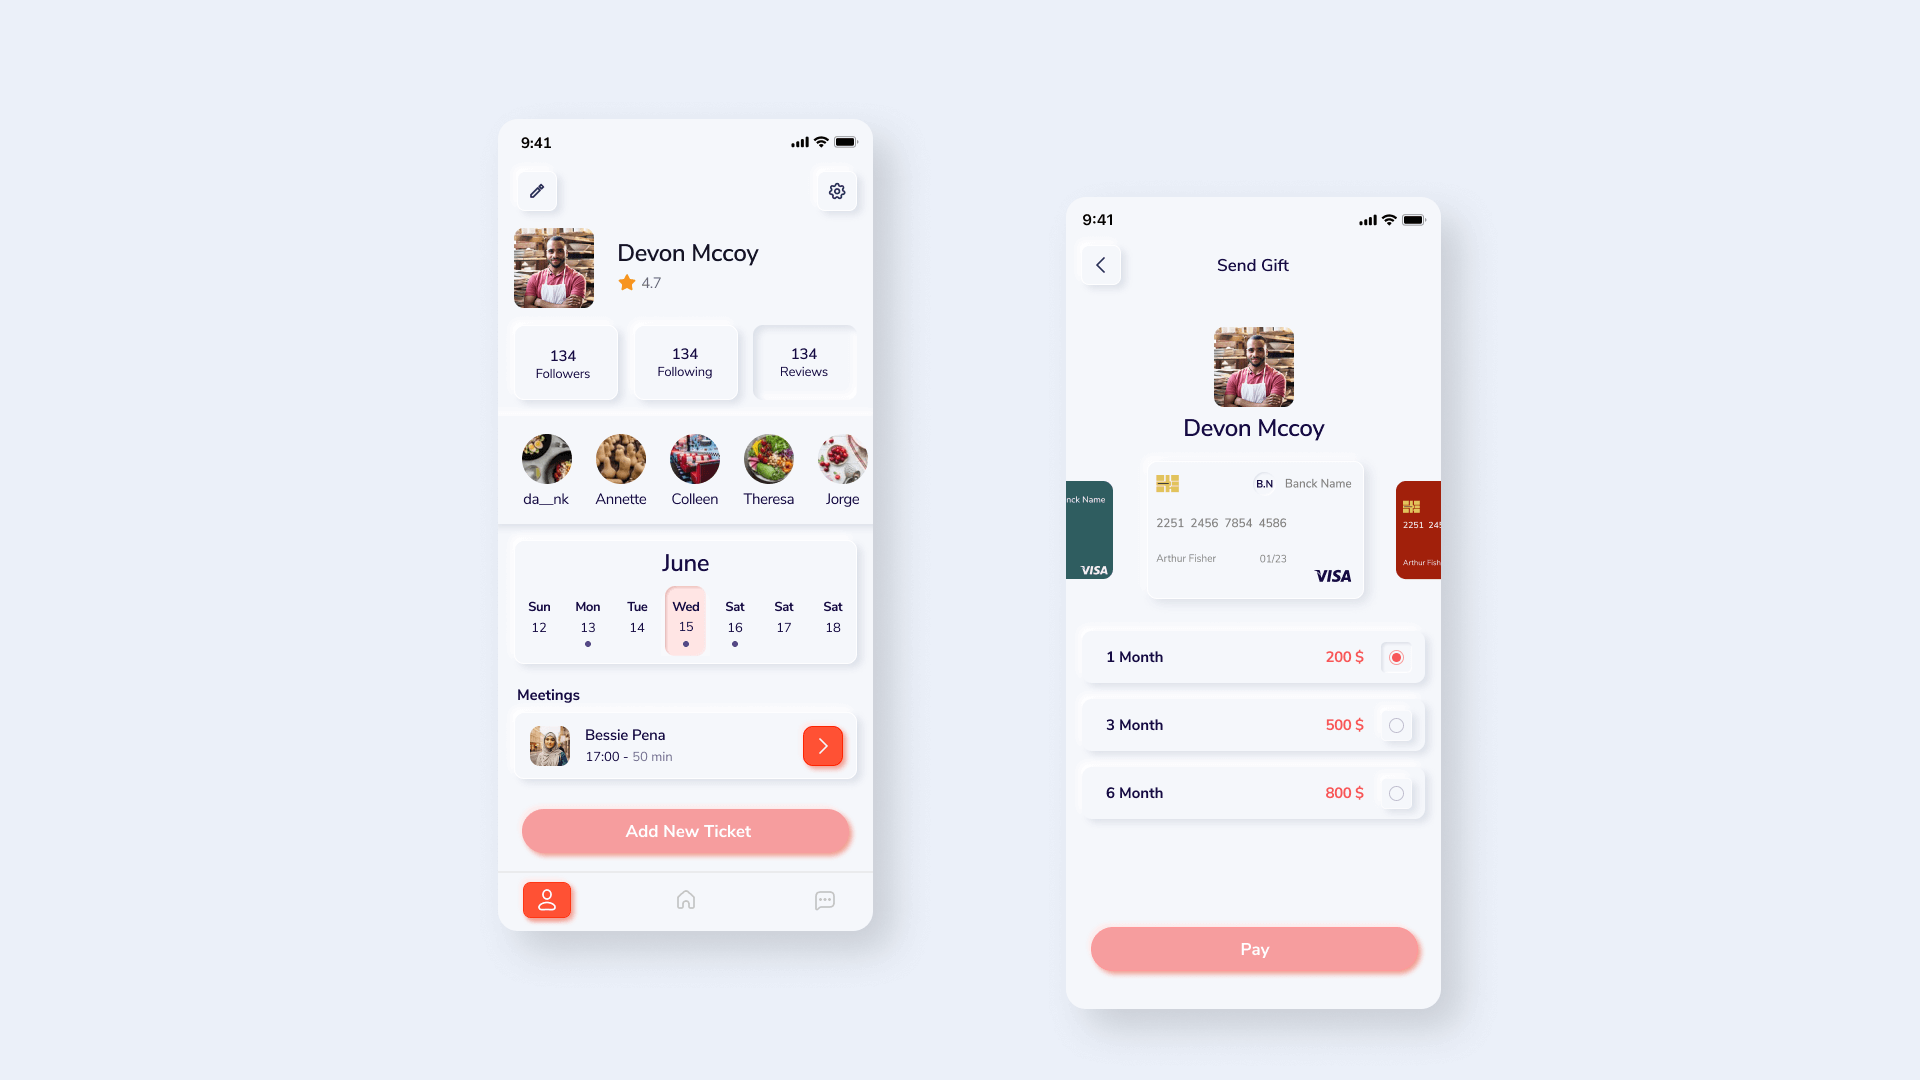 9:41
Devon Mccoy
4.7
134
Followers
134
Following
134
Reviews
da__nk
Annette
Colleen
Theresa
Jorge
June
Sun Mon Tue Wed Sat Sat Sat
12 13 14 15 16 17 18
Meetings
Bessie Pena
17:00 - 50 min
Add New Ticket
9:41
Send Gift
Devon Mccoy
nck Name
VISA
B.N Banck Name
2251 2456 7854 4586
Arthur Fisher 01/23
VISA
2251 245
Arthur Fish
1 Month 200 $
3 Month 500 $
6 Month 800 $
Pay